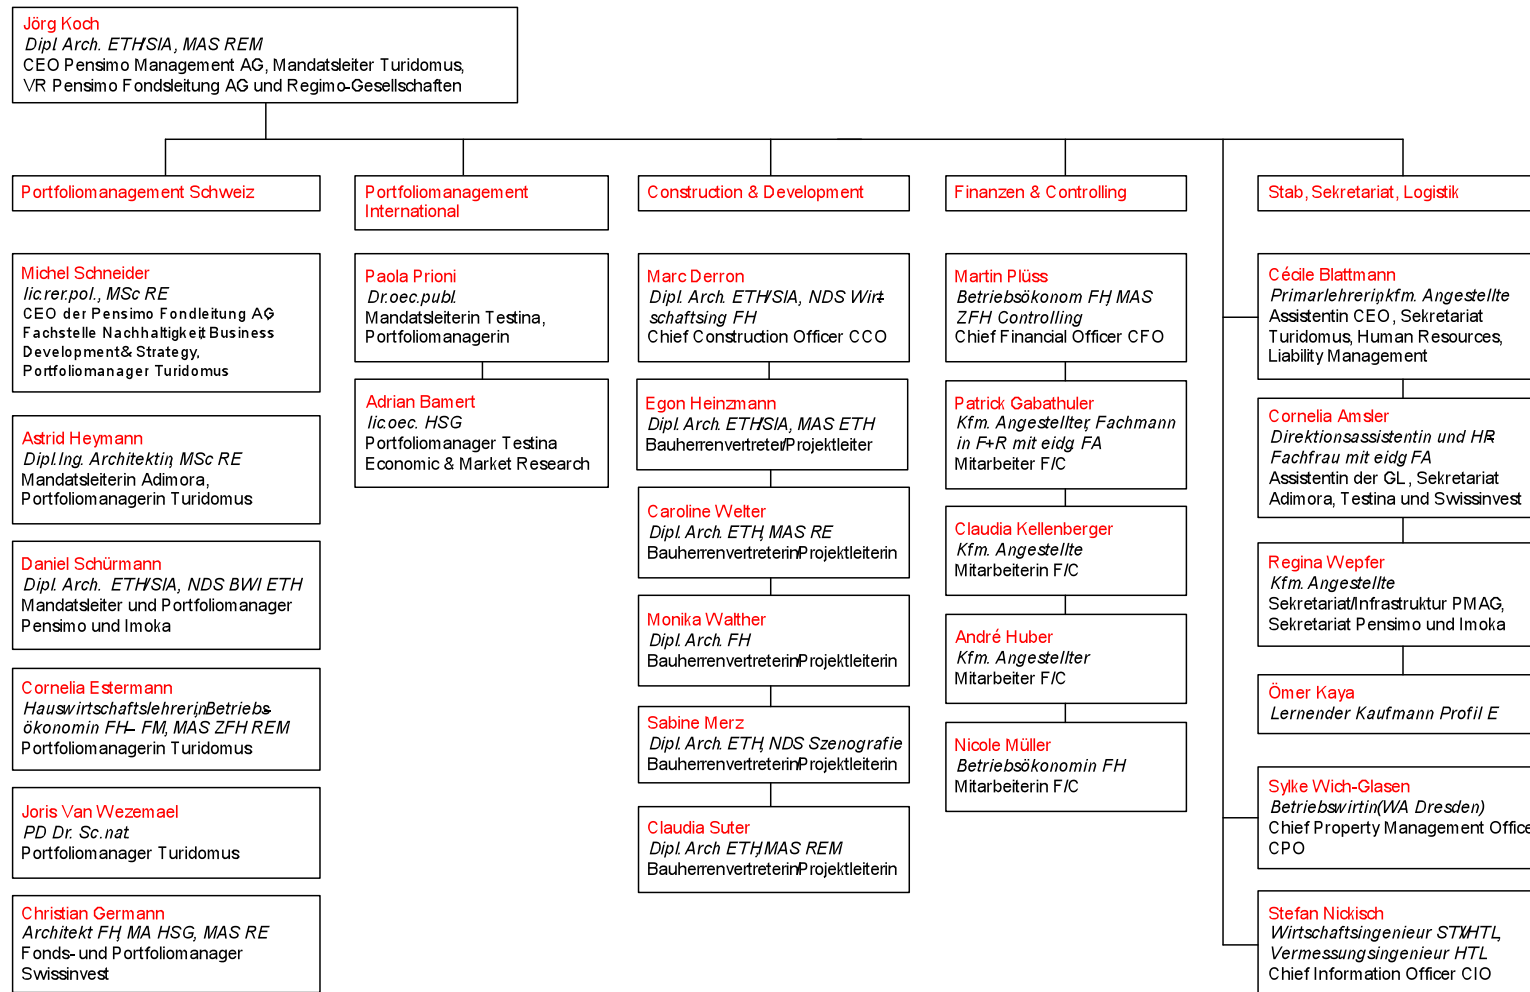 Jörg Koch
Dipl. Arch. ETH/SIA, MAS REM
CEO Pensimo Management AG, Mandatsleiter Turidomus,
VR Pensimo Fondsleitung AG und Regimo-Gesellschaften
Portfoliomanagement Schweiz
Michel Schneider
lic.rer.pol., MSc RE
CEO der Pensimo Fondleitung AG
Fachstelle Nachhaltigkeit, Business
Development & Strategy,
Portfoliomanager Turidomus
Astrid Heymann
Dipl.Ing. Architektin, MSc RE
Mandatsleiterin Adimora,
Portfoliomanagerin Turidomus
Daniel Schürmann
Dipl. Arch. ETH/SIA, NDS BWI ETH
Mandatsleiter und Portfoliomanager
Pensimo und Imoka
Cornelia Estermann
Hauswirtschaftslehrerin, Betriebs-
ökonomin FH – FM, MAS ZFH REM
Portfoliomanagerin Turidomus
Joris Van Wezemael
PD Dr. Sc.nat.
Portfoliomanager Turidomus
Christian Germann
Architekt FH, MA HSG, MAS RE
Fonds- und Portfoliomanager
Swissinvest
Portfoliomanagement
International
Paola Prioni
Dr.oec.publ.
Mandatsleiterin Testina,
Portfoliomanagerin
Adrian Bamert
lic.oec. HSG
Portfoliomanager Testina
Economic & Market Research
Construction & Development
Marc Derron
Dipl. Arch. ETH/SIA, NDS Wirt-
schaftsing FH
Chief Construction Officer CCO
Egon Heinzmann
Dipl. Arch. ETH/SIA, MAS ETH
Bauherrenvertreter/Projektleiter
Caroline Welter
Dipl. Arch. ETH, MAS RE
Bauherrenvertreterin/Projektleiterin
Monika Walther
Dipl. Arch. FH
Bauherrenvertreterin/Projektleiterin
Sabine Merz
Dipl. Arch. ETH, NDS Szenografie
Bauherrenvertreterin/Projektleiterin
Claudia Suter
Dipl. Arch ETH, MAS REM
Bauherrenvertreterin/Projektleiterin
Finanzen & Controlling
Martin Plüss
Betriebsökonom FH, MAS
ZFH Controlling
Chief Financial Officer CFO
Patrick Gabathuler
Kfm. Angestellter, Fachmann
in F+R mit eidg FA
Mitarbeiter F/C
Claudia Kellenberger
Kfm. Angestellte
Mitarbeiterin F/C
André Huber
Kfm. Angestellter
Mitarbeiter F/C
Nicole Müller
Betriebsökonomin FH
Mitarbeiterin F/C
Stab, Sekretariat, Logistik
Cécile Blattmann
Primarlehrerin, kfm. Angestellte
Assistentin CEO, Sekretariat
Turidomus, Human Resources,
Liability Management
Cornelia Amsler
Direktionsassistentin und HR-
Fachfrau mit eidg FA
Assistentin der GL, Sekretariat
Adimora, Testina und Swissinvest
Regina Wepfer
Kfm. Angestellte
Sekretariat/Infrastruktur PMAG,
Sekretariat Pensimo und Imoka
Ömer Kaya
Lernender Kaufmann Profil E
Sylke Wich-Glasen
Betriebswirtin (WA Dresden)
Chief Property Management Office
CPO
Stefan Nickisch
Wirtschaftsingenieur STV/HTL,
Vermessungsingenieur HTL
Chief Information Officer CIO